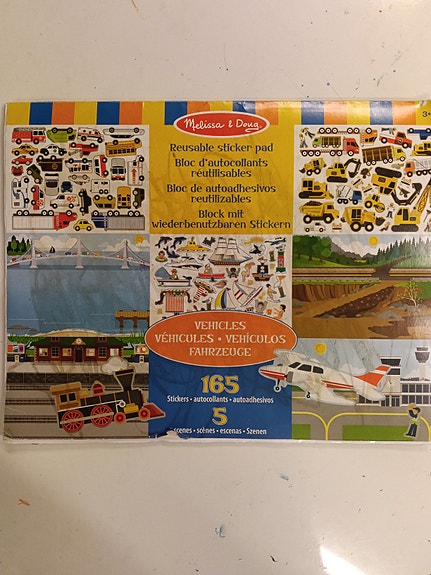 Melissa & Doug
3+
Reusable sticker pad
Bloc d'autocollants
réutilisables
Bloc de autoadhesivos
reutilizables
Block mit
wiederbenutzbaren Stickern
VEHICLES
VÉHICULES • VEHÍCULOS
FAHRZEUGE
165
Stickers • autocollants • autoadhesivos
5
scenes • scènes • escenas • Szenen